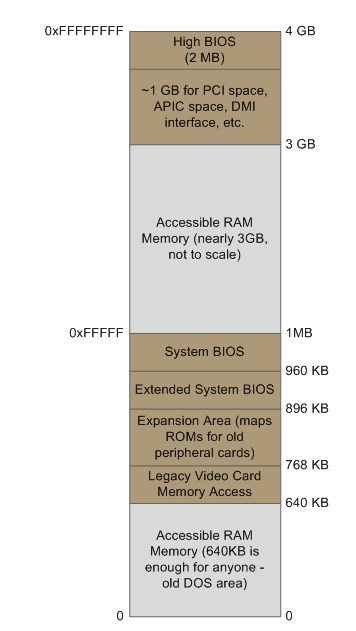 0xFFFFFFFF
4 GB
High BIOS
(2 MB)
~1 GB for PCI space,
APIC space, DMI
interface, etc.
3 GB
Accessible RAM
Memory (nearly 3GB,
not to scale)
0xFFFFF
1MB
System BIOS
960 KB
Extended System BIOS
896 KB
Expansion Area (maps
ROMs for old
peripheral cards)
768 KB
Legacy Video Card
Memory Access
640 KB
Accessible RAM
Memory (640KB is
enough for anyone -
old DOS area)
0
0